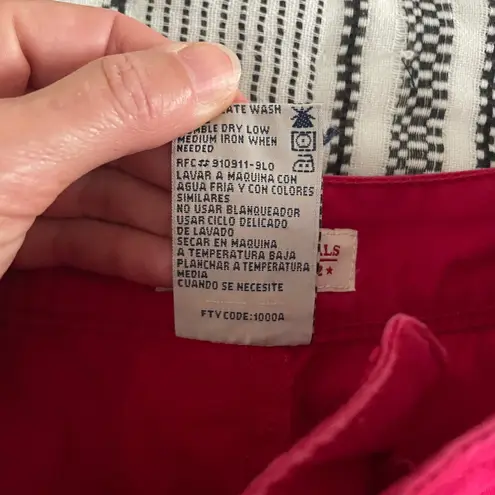 ATE WASH
TUMBLE DRY LOW
MEDIUM IRON WHEN
NEEDED
RFC# 910911-9L0
LAVAR A MAQUINA CON
AGUA FRIA Y CON COLORES
SIMILARES
NO USAR BLANQUEADOR
USAR CICLO DELICADO
DE LAVADO
SECAR EN MAQUINA
A TEMPERATURA BAJA
PLANCHAR A TEMPERATURA
MEDIA
CUANDO SE NECESITE
FTY CODE:1000A
ALS